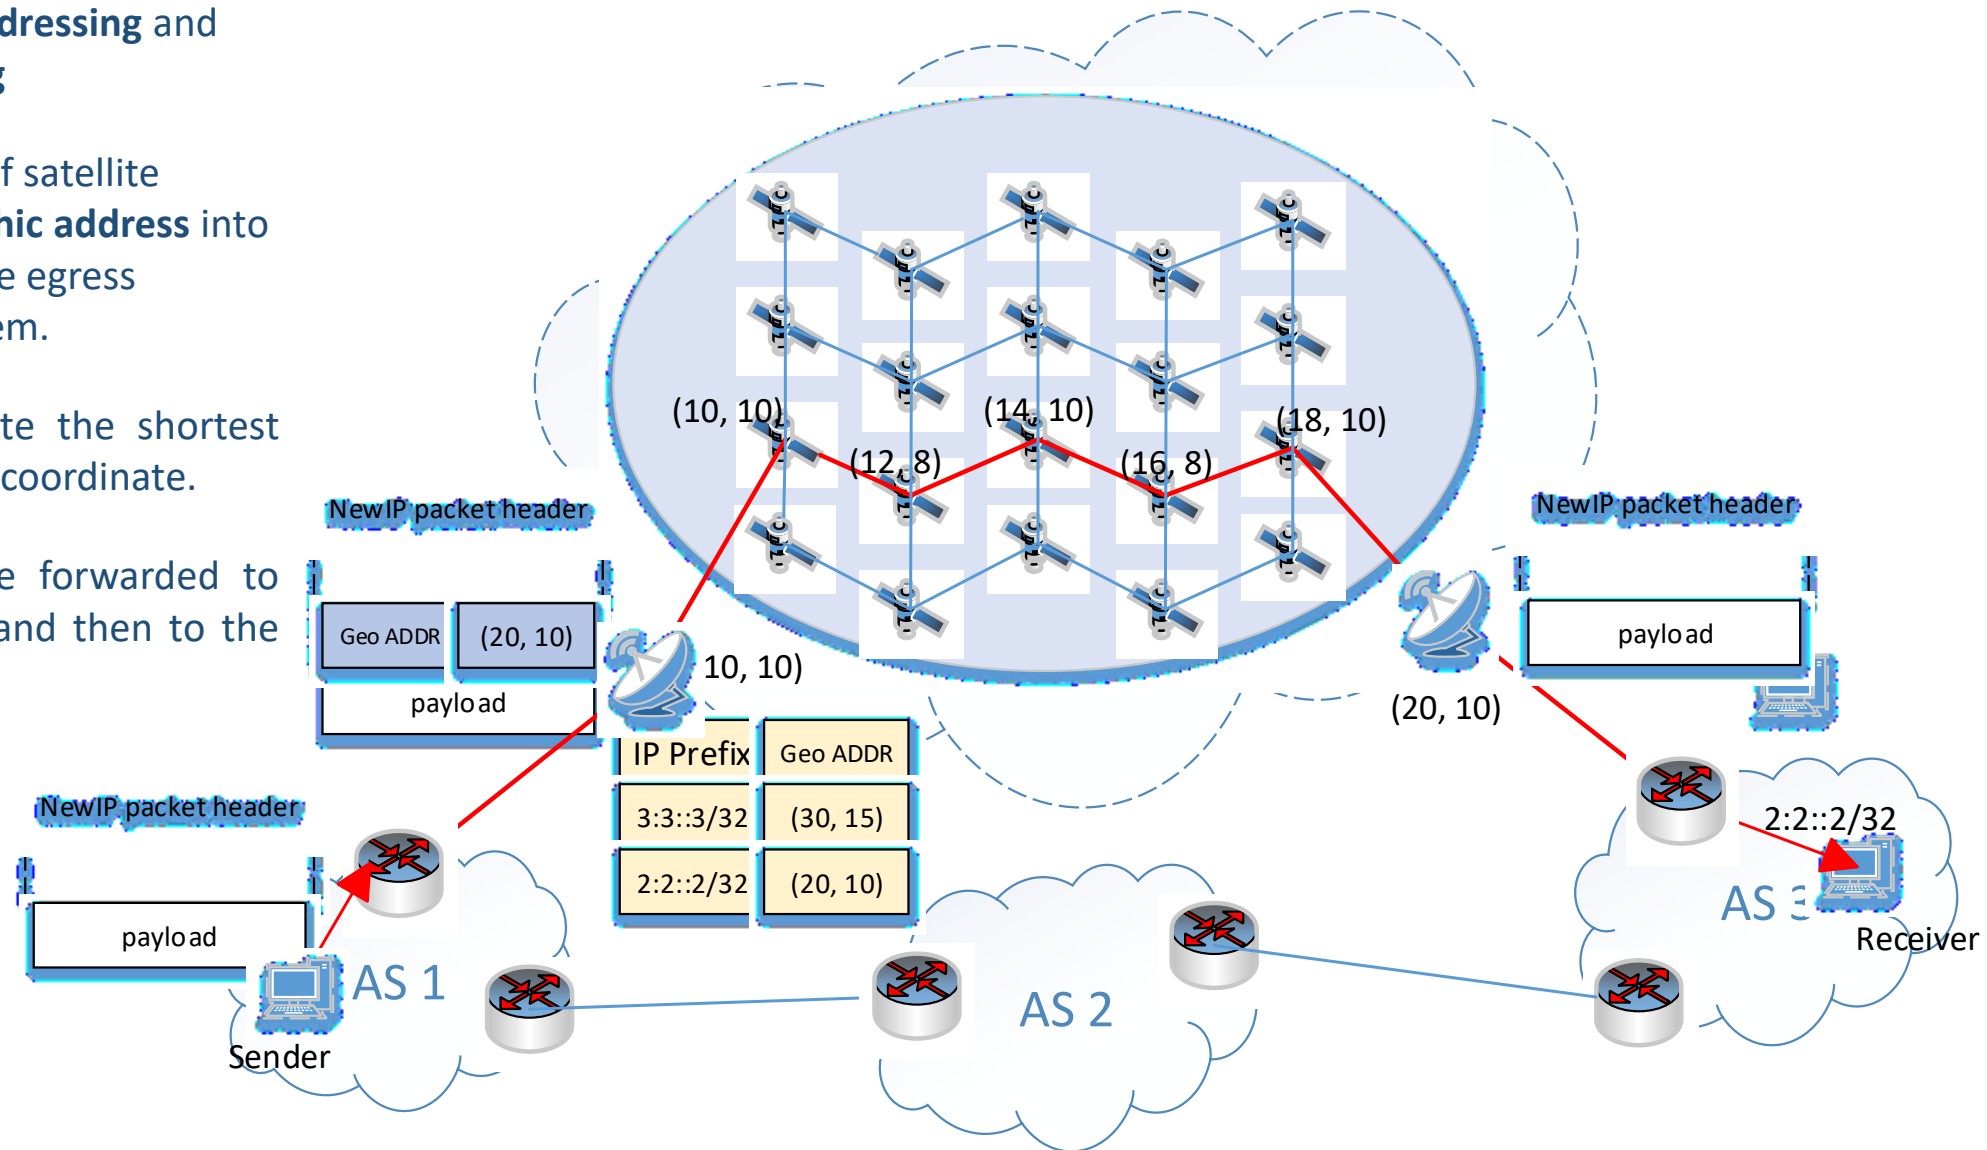 dressing and
g
f satellite
hic address into
e egress
em.
te the shortest
coordinate.
e forwarded to
and then to the
(10, 10)
(14, 10)
(18, 10)
(12, 8)
(16, 8)
NewIP packet header
Geo ADDR
(20, 10)
payload
10, 10)
NewIP packet header
payload
(20, 10)
IP Prefix
Geo ADDR
3:3::3/32
(30, 15)
2:2::2/32
(20, 10)
NewIP packet header
payload
AS 1
Sender
AS 2
2:2::2/32
AS 3
Receiver